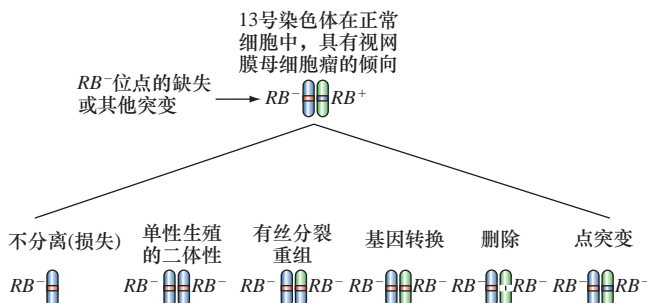 13号染色体在正常
细胞中，具有视网
膜母细胞瘤的倾向
RB⁻位点的缺失
或其他突变
RB⁻ RB⁺
不分离(损失)
单性生殖
的二体性
有丝分裂
重组
基因转换
删除
点突变
RB⁻ RB⁻ RB⁻ RB⁻ RB⁻ RB⁻ RB⁻ RB⁻ RB⁻ RB⁻ RB⁻